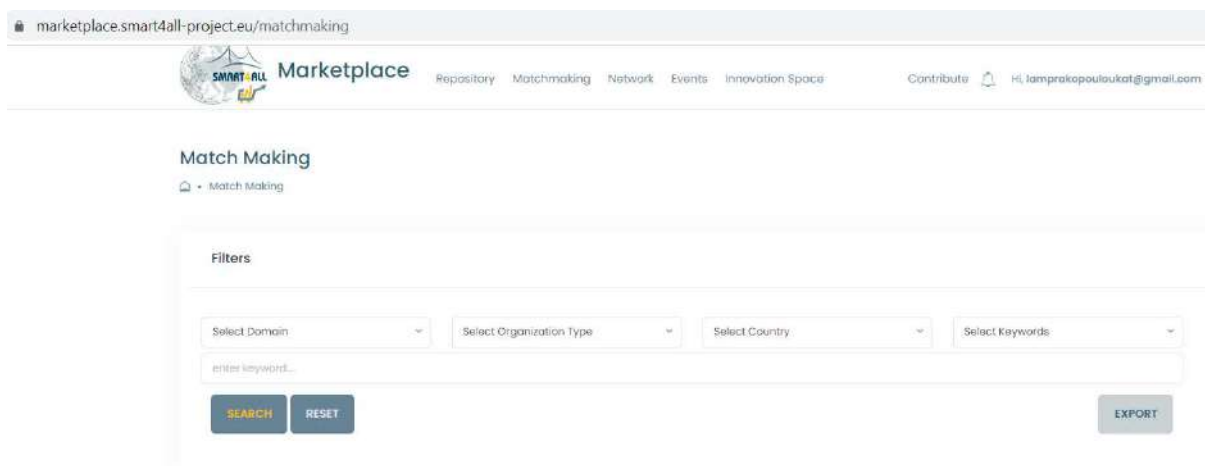 marketplace.smart4all-project.eu/matchmaking
SMART4ALL Marketplace Repository Matchmaking Network Events Innovation Space Contribute Hi, lamprakopouloukat@gmail.com
Match Making
Match Making
Filters
Select Domain Select Organization Type Select Country Select Keywords
enter keyword...
SEARCH RESET EXPORT